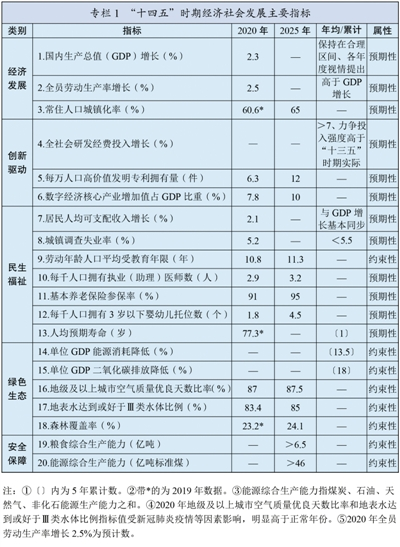 专栏1 “十四五”时期经济社会发展主要指标
类别 指标 2020年 2025年 年均/累计 属性
经济发展 1.国内生产总值（GDP）增长（%） 2.3 — 保持在合理区间、各年度视情提出 预期性
2.全员劳动生产率增长（%） 2.5 — 高于GDP增长 预期性
3.常住人口城镇化率（%） 60.6* 65 — 预期性
创新驱动 4.全社会研发经费投入增长（%） — — >7、力争投入强度高于“十三五”时期实际 预期性
5.每万人口高价值发明专利拥有量（件） 6.3 12 — 预期性
6.数字经济核心产业增加值占GDP比重（%） 7.8 10 — 预期性
民生福祉 7.居民人均可支配收入增长（%） 2.1 — 与GDP增长基本同步 预期性
8.城镇调查失业率（%） 5.2 — <5.5 预期性
9.劳动年龄人口平均受教育年限（年） 10.8 11.3 — 约束性
10.每千人口拥有执业（助理）医师数（人） 2.9 3.2 — 预期性
11.基本养老保险参保率（%） 91 95 — 预期性
12.每千人口拥有3岁以下婴幼儿托位数（个） 1.8 4.5 — 预期性
13.人均预期寿命（岁） 77.3* — 〔1〕 预期性
绿色生态 14.单位GDP能源消耗降低（%） — — 〔13.5〕 约束性
15.单位GDP二氧化碳排放降低（%） — — 〔18〕 约束性
16.地级及以上城市空气质量优良天数比率(%) 87 87.5 — 约束性
17.地表水达到或好于Ⅲ类水体比例（%） 83.4 85 — 约束性
18.森林覆盖率（%） 23.2* 24.1 — 约束性
安全保障 19.粮食综合生产能力（亿吨） — >6.5 — 约束性
20.能源综合生产能力（亿吨标准煤） — >46 — 约束性
注：①〔 〕内为5年累计数。②带*的为2019年数据。③能源综合生产能力指煤炭、石油、天
然气、非化石能源生产能力之和。④2020年地级及以上城市空气质量优良天数比率和地表水达
到或好于Ⅲ类水体比例指标值受新冠肺炎疫情等因素影响，明显高于正常年份。⑤2020年全员
劳动生产率增长2.5%为预计数。